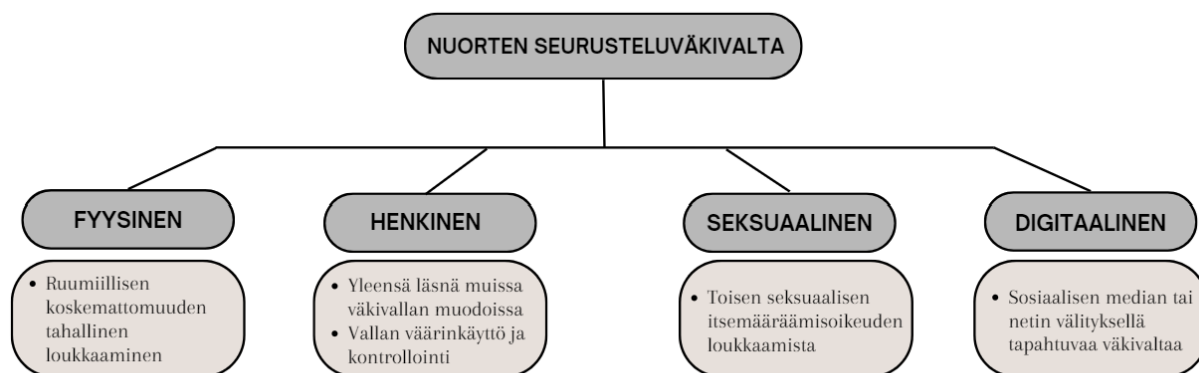 NUORTEN SEURUSTELUVÄKIVALTA
FYYSINEN
• Ruumiillisen
koskemattomuuden
tahallinen
loukkaaminen
HENKINEN
• Yleensä läsnä muissa
väkivallan muodoissa
• Vallan väärinkäyttö ja
kontrollointi
SEKSUAALINEN
• Toisen seksuaalisen
itsemääräämisoikeuden
loukkaamista
DIGITAALINEN
• Sosiaalisen median tai
netin välityksellä
tapahtuvaa väkivaltaa